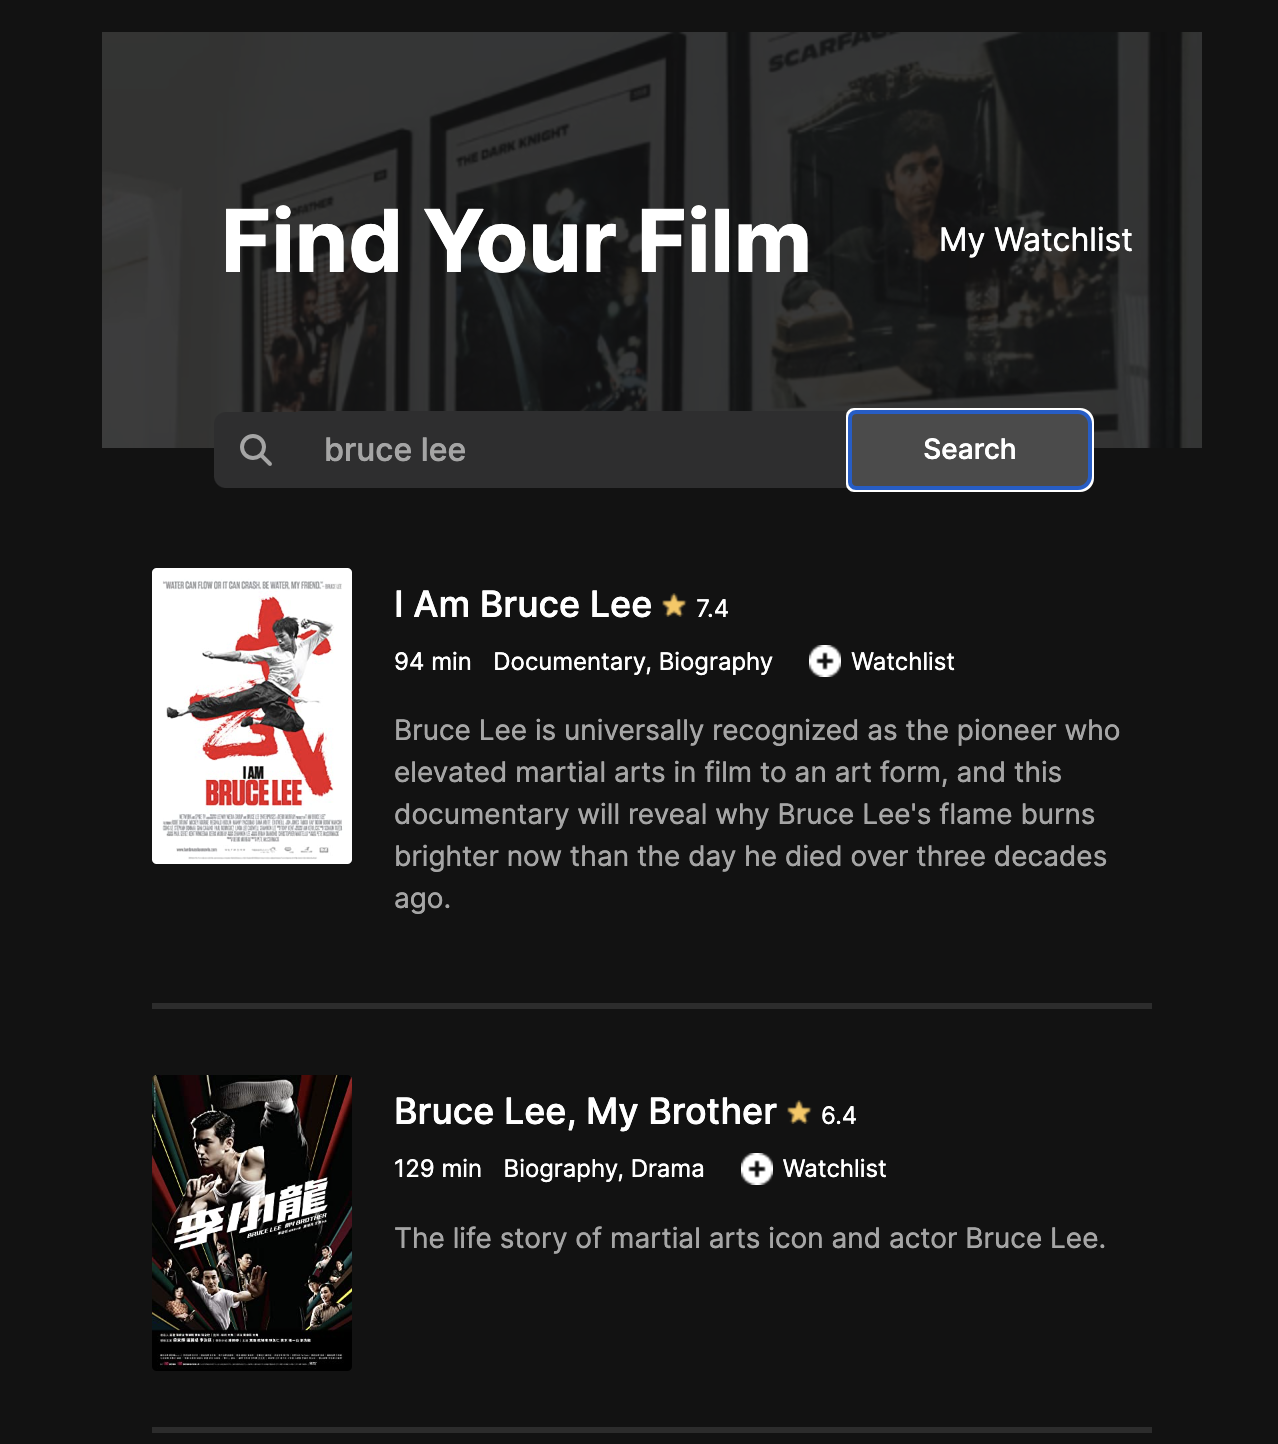 SCARFAC
THE DARK KNIGHT
FATHER
Find Your Film
My Watchlist
bruce lee
Search
"WATER CAN FLOW OR IT CAN CRASH. BE WATER, MY FRIEND." - BRUCE LEE
I AM
BRUCE LEE
I Am Bruce Lee 7.4
94 min Documentary, Biography Watchlist
Bruce Lee is universally recognized as the pioneer who
elevated martial arts in film to an art form, and this
documentary will reveal why Bruce Lee's flame burns
brighter now than the day he died over three decades
ago.
李小龍
BRUCE LEE MY BROTHER
Bruce Lee, My Brother 6.4
129 min Biography, Drama Watchlist
The life story of martial arts icon and actor Bruce Lee.